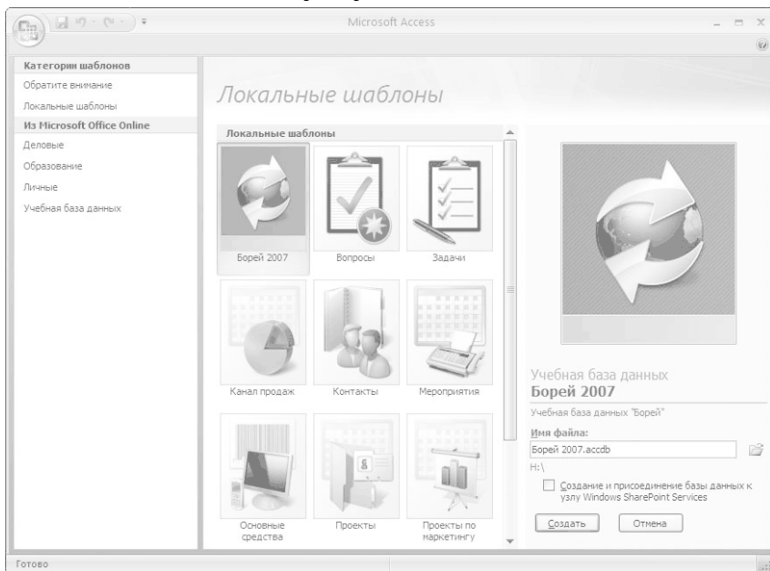 Microsoft Access
Категории шаблонов
Обратите внимание
Локальные шаблоны
Из Microsoft Office Online
Деловые
Образование
Личные
Учебная база данных
Локальные шаблоны
Локальные шаблоны
Борей 2007
Вопросы
Задачи
Канал продаж
Контакты
Мероприятия
Основные
средства
Проекты
Проекты по
маркетингу
Учебная база данных
Борей 2007
Учебная база данных "Борей"
Имя файла:
Борей 2007.accdb
H:\
Создание и присоединение базы данных к
узлу Windows SharePoint Services
Создать
Отмена
Готово